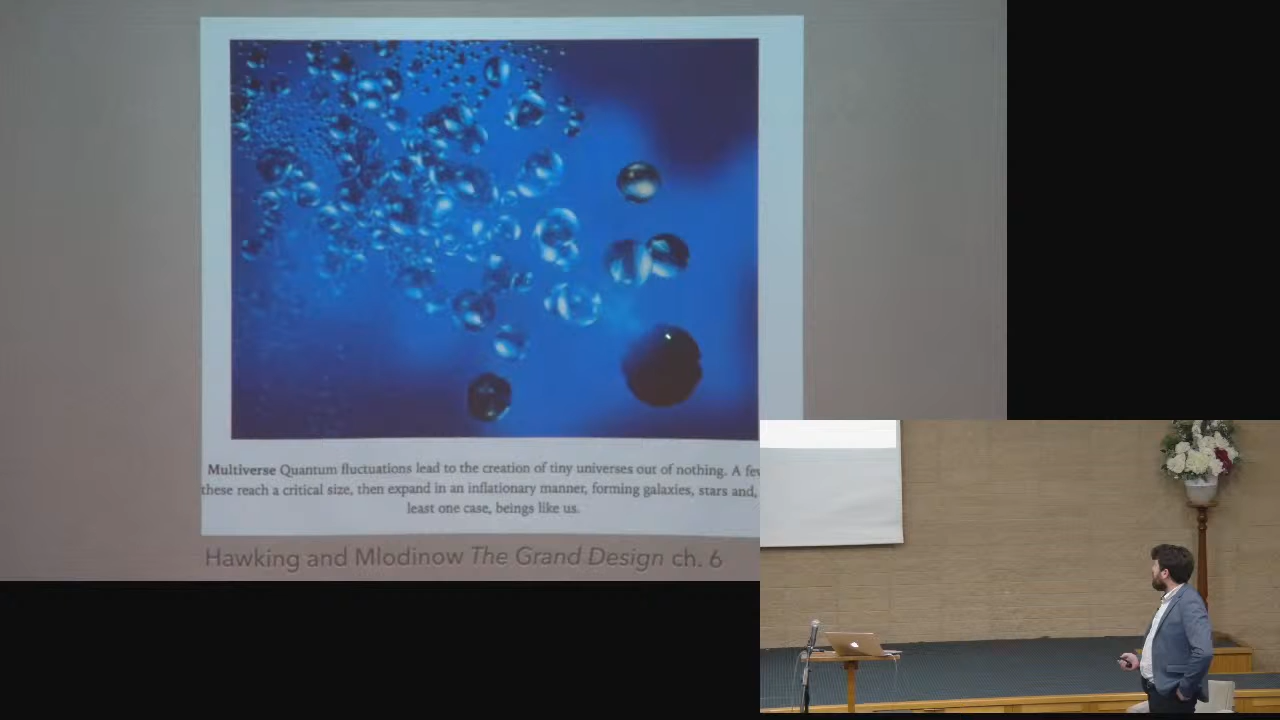 Multiverse Quantum fluctuations lead to the creation of tiny universes out of nothing. A
these reach a critical size, then expand in an inflationary manner, forming galaxies, stars and,
least one case, beings like us.
Hawking and Mlodinow The Grand Design ch. 6